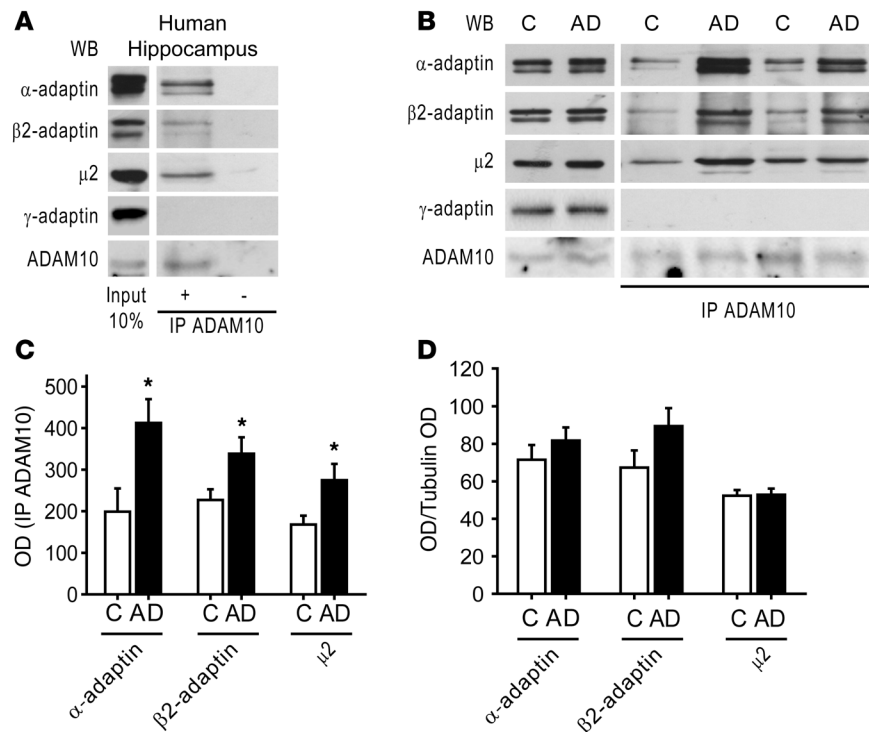 A
Human
WB Hippocampus
α-adaptin
β2-adaptin
μ2
γ-adaptin
ADAM10
Input + -
10% IP ADAM10
B
WB C AD C AD C AD
α-adaptin
β2-adaptin
μ2
γ-adaptin
ADAM10
IP ADAM10
C
OD (IP ADAM10)
500
400
300
200
100
0
* * *
C AD C AD C AD
α-adaptin β2-adaptin μ2
D
OD/Tubulin OD
120
100
80
60
40
20
0
C AD C AD C AD
α-adaptin β2-adaptin μ2